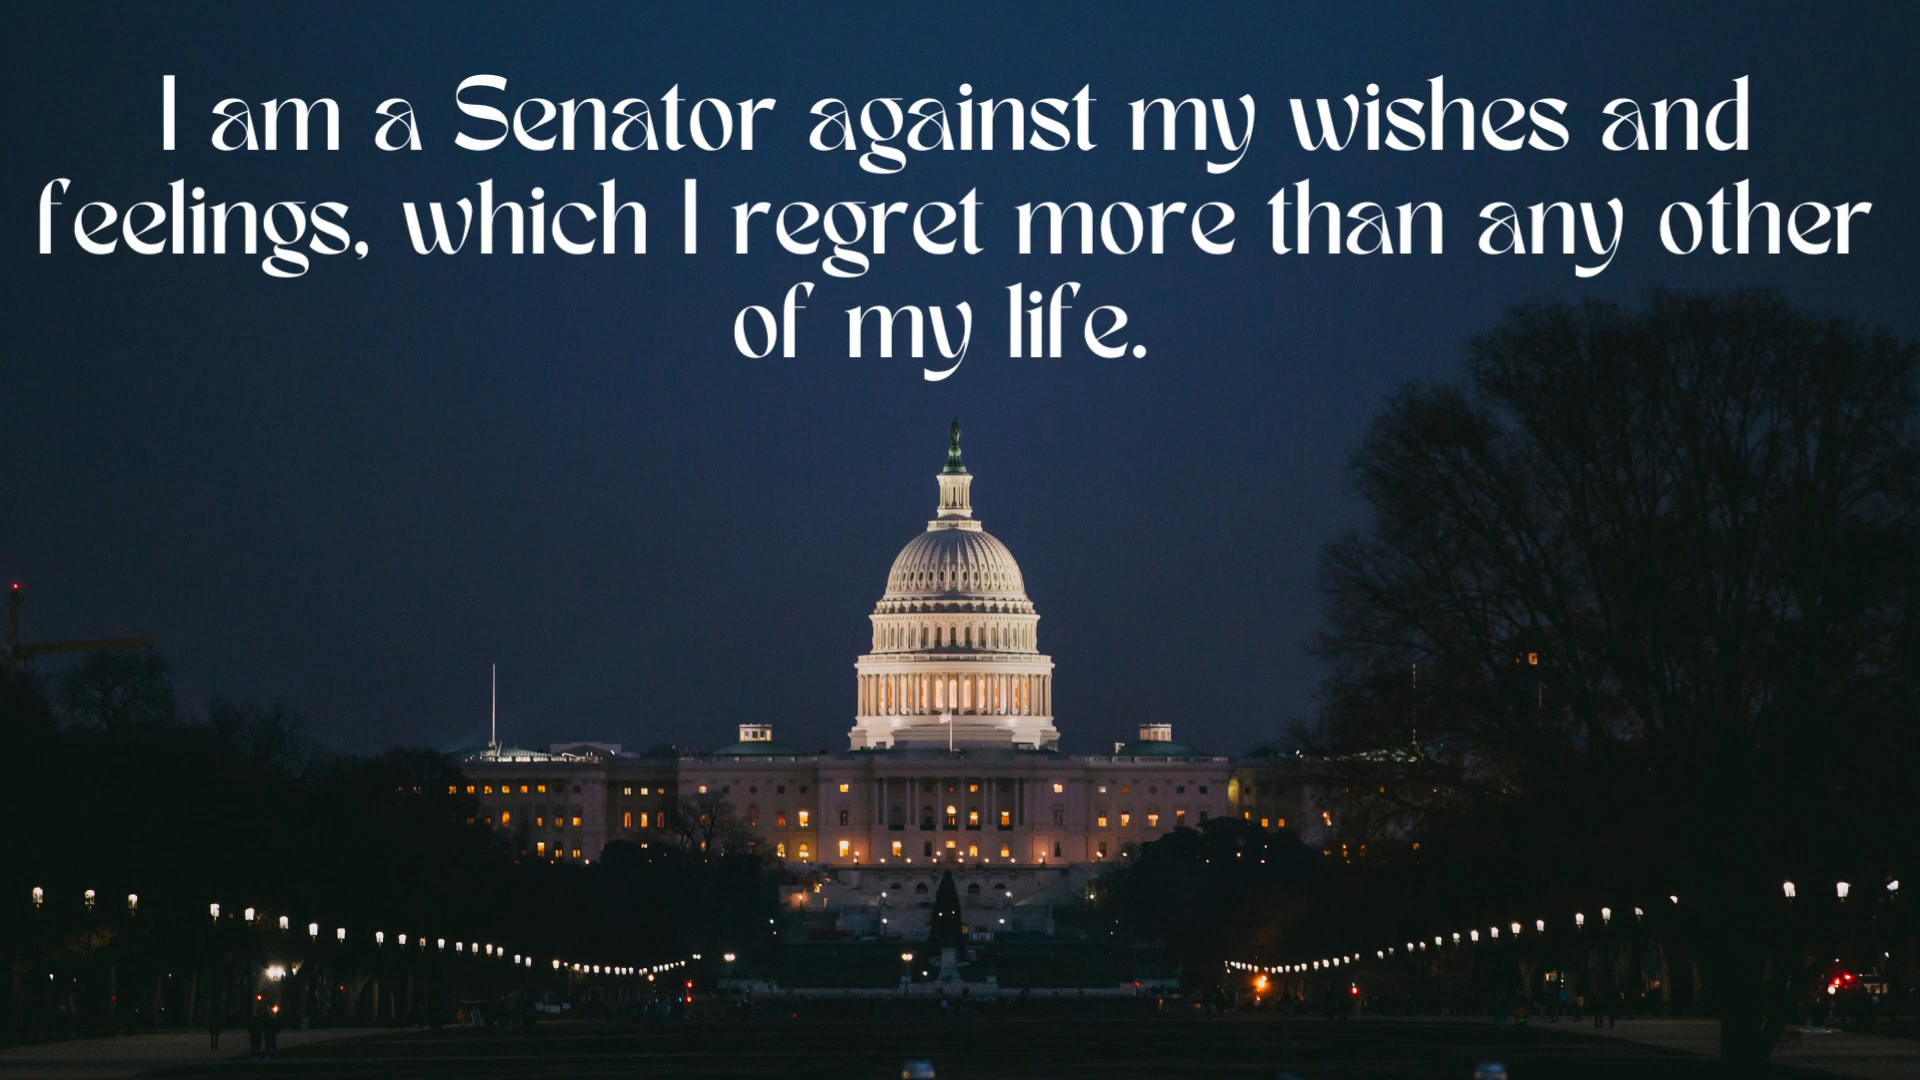 I am a Senator against my wishes and
feelings, which I regret more than any other
of my life.